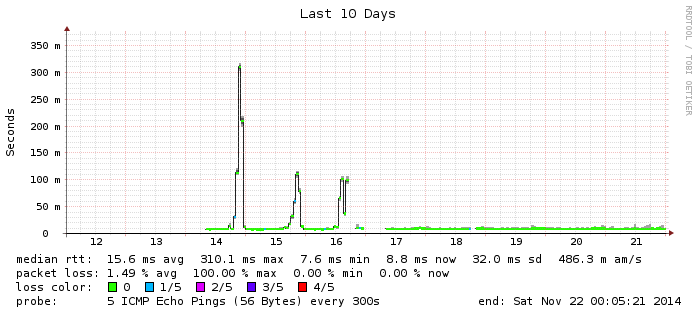 Last 10 Days
RRDTOOL / TOBI OETIKER
Seconds
350 m
300 m
250 m
200 m
150 m
100 m
50 m
0
12 13 14 15 16 17 18 19 20 21
median rtt: 15.6 ms avg 310.1 ms max 7.6 ms min 8.8 ms now 32.0 ms sd 486.3 m am/s
packet loss: 1.49 % avg 100.00 % max 0.00 % min 0.00 % now
loss color: 0 1/5 2/5 3/5 4/5
probe: 5 ICMP Echo Pings (56 Bytes) every 300s end: Sat Nov 22 00:05:21 2014